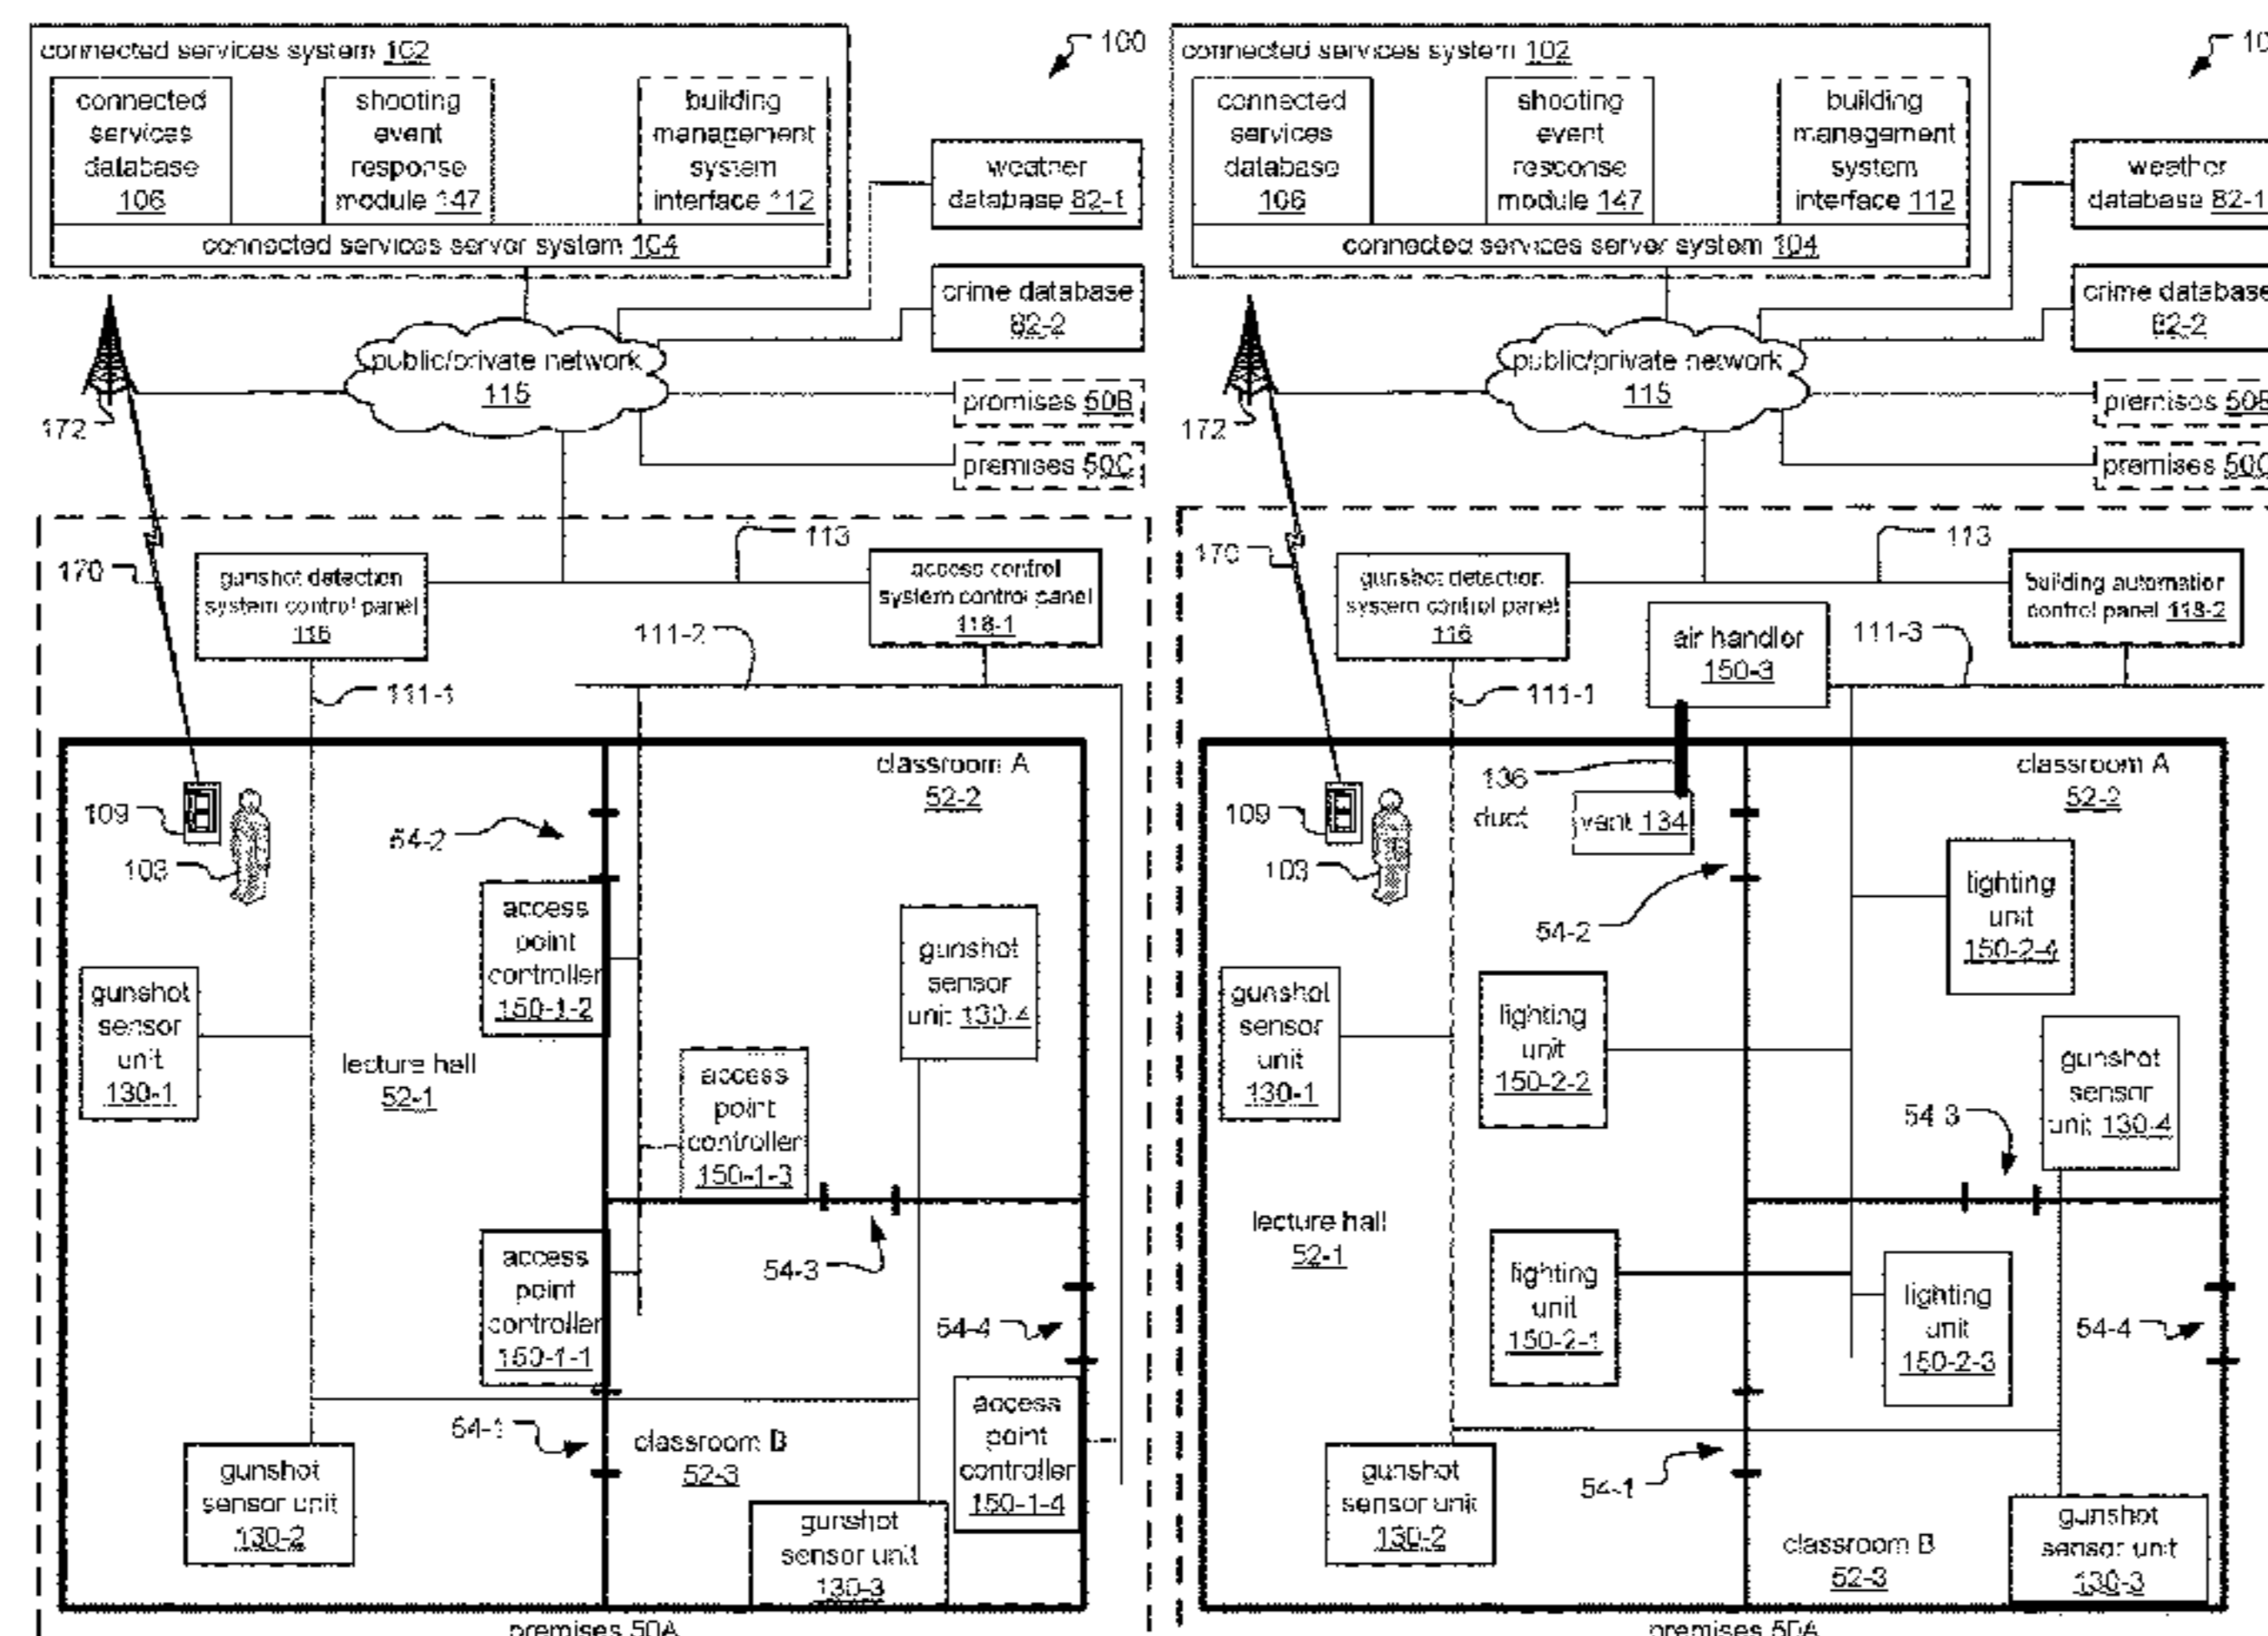 connected services system 102
100
connected
services
database
106
shooting
event
response
module 147
building
management
system
interface 112
connected services server system 104
weather
database 82-1
crime database
82-2
public/private network
115
premises 50B
premises 50C
172
170
gunshot detection
system control panel
116
113
access control
system control panel
118-1
111-2
111-1
classroom A
52-2
109
103
54-2
access
point
controller
150-1-2
gunshot
sensor
unit 130-4
gunshot
sensor
unit
130-1
lecture hall
52-1
access
point
controller
150-1-3
access
point
controller
150-1-1
54-3
54-4
54-1
classroom B
52-3
access
point
controller
150-1-4
gunshot
sensor unit
130-2
gunshot
sensor unit
130-3
premises 50A
connected services system 102
10
connected
services
database
106
shooting
event
response
module 147
building
management
system
interface 112
connected services server system 104
weather
database 82-1
crime database
82-2
public/private network
115
premises 50B
premises 50C
172
170
gunshot detection
system control panel
116
113
building automation
control panel 118-2
air handler
150-3
111-3
111-1
classroom A
52-2
136
duct
vent 134
109
103
54-2
lighting
unit
150-2-4
gunshot
sensor
unit
130-1
lighting
unit
150-2-2
gunshot
sensor
unit 130-4
54-3
lecture hall
52-1
lighting
unit
150-2-1
lighting
unit
150-2-3
54-4
54-1
gunshot
sensor unit
130-2
classroom B
52-3
gunshot
sensor unit
130-3
premises 50A